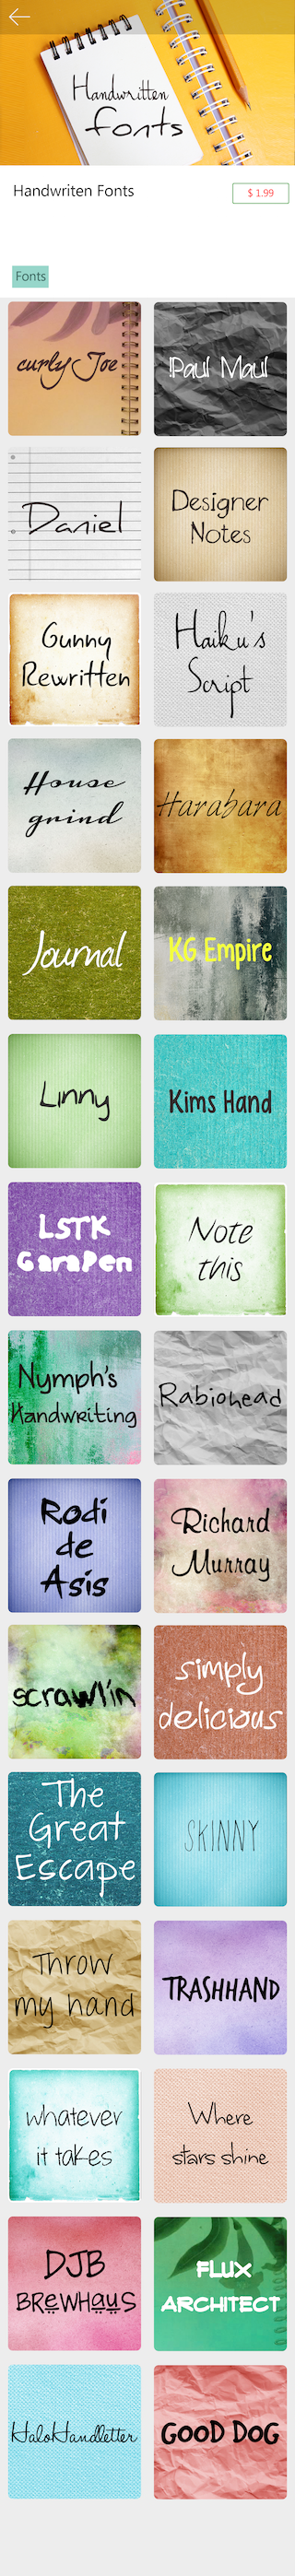 Handwritten
fonts
Handwriten Fonts
$ 1.99
Fonts
curly Joe
!Paul Maul
Daniel
Designer
Notes
Gunny
Rewritten
Haiku's
Script
House
grind
Harabara
Journal
KG Empire
Linny
Kims Hand
LSTK
GaraPen
Note
this
Nymph's
Handwriting
Rabiohead
Rodi
de
Asis
Richard
Murray
scrawlin
simply
delicious
The
Great
Escape
SKINNY
Throw
my hand
TRASHHAND
whatever
it takes
Where
stars shine
DJB
BREWHAUS
FLUX
ARCHITECT
HaloHandletter
GOOD DOG